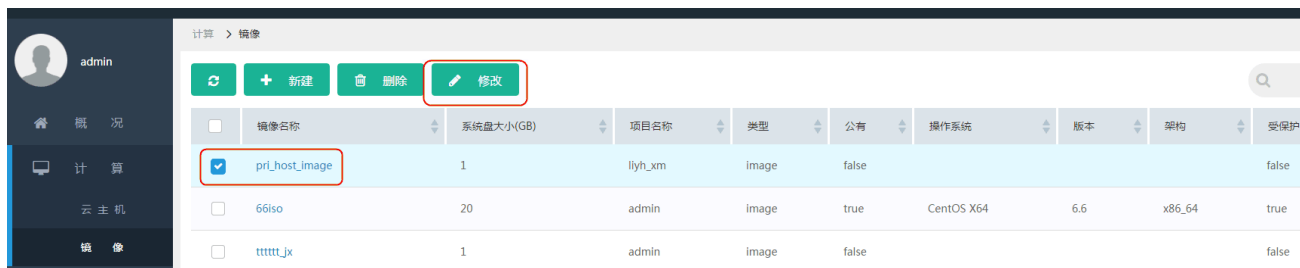 计算 > 镜像
admin
新建 删除 修改
概 况
镜像名称 系统盘大小(GB) 项目名称 类型 公有 操作系统 版本 架构 受保护
计 算
pri_host_image 1 liyh_xm image false false
云主机
66iso 20 admin image true CentOS X64 6.6 x86_64 true
镜 像
tttttt_jx 1 admin image false false